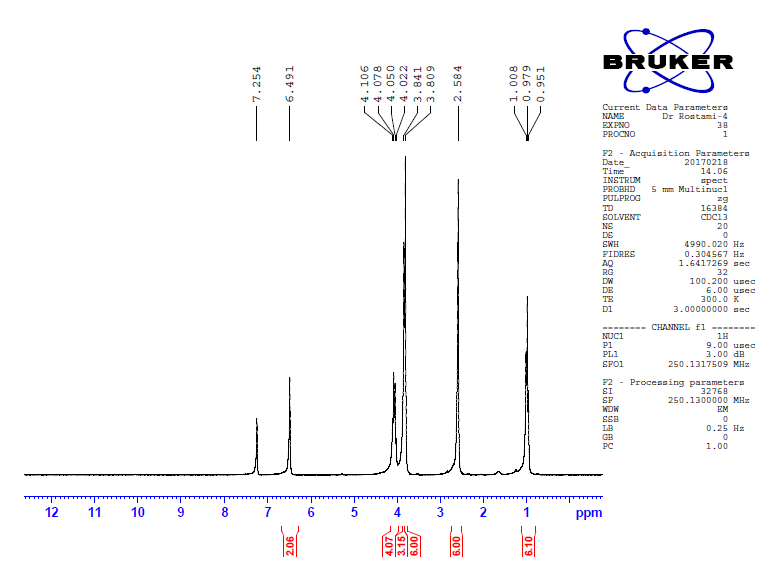 7.254
6.491
4.106
4.078
4.050
4.022
3.841
3.809
2.584
1.008
0.979
0.951
BRUKER
Current Data Parameters
NAME Dr Rostami-4
EXPNO 38
PROCNO 1
F2 - Acquisition Parameters
Date_ 20170218
Time 14.06
INSTRUM spect
PROBHD 5 mm Multinucl
PULPROG zg
TD 16384
SOLVENT CDCl3
NS 20
DS 0
SWH 4990.020 Hz
FIDRES 0.304567 Hz
AQ 1.6417269 sec
RG 32
DW 100.200 usec
DE 6.00 usec
TE 300.0 K
D1 3.00000000 sec
======== CHANNEL f1 ========
NUC1 1H
P1 9.00 usec
PL1 3.00 dB
SFO1 250.1317509 MHz
F2 - Processing parameters
SI 32768
SF 250.1300000 MHz
WDW EM
SSB 0
LB 0.25 Hz
GB 0
PC 1.00
12 11 10 9 8 7 6 5 4 3 2 1 ppm
2.06 4.07 3.15 6.00 6.00 6.10